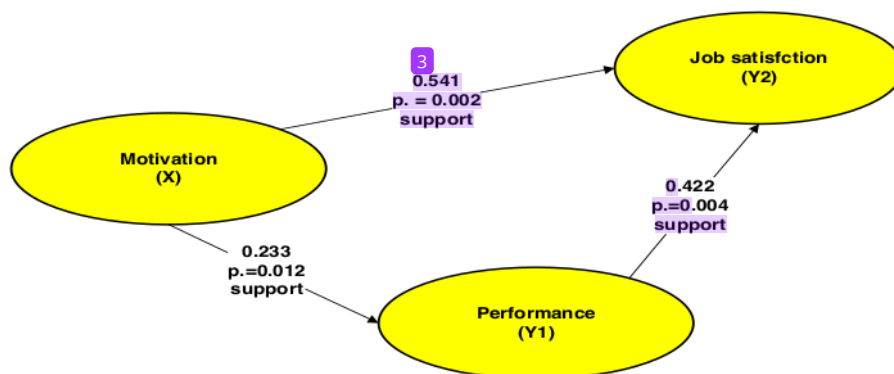 3
0.541
p. = 0.002
support
Job satisfction
(Y2)
Motivation
(X)
0.422
p.=0.004
support
0.233
p.=0.012
support
Performance
(Y1)